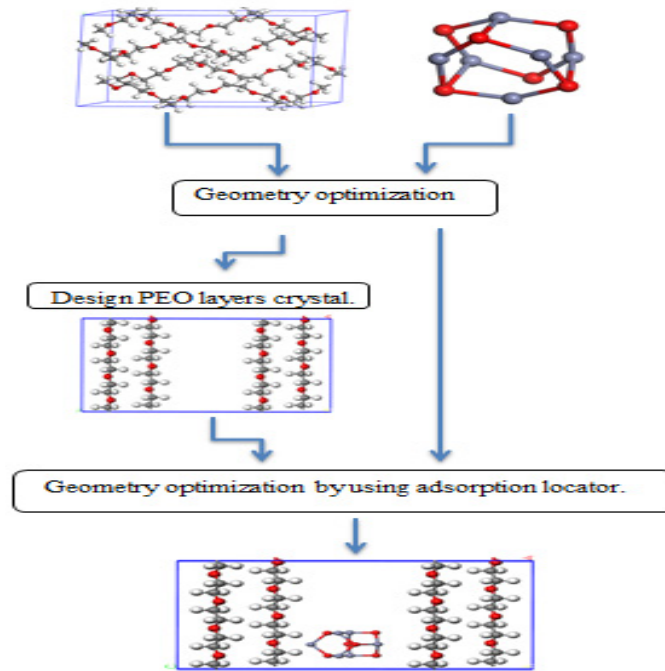 Geometry optimization
Design PEO layers crystal.
Geometry optimization by using adsorption locator.